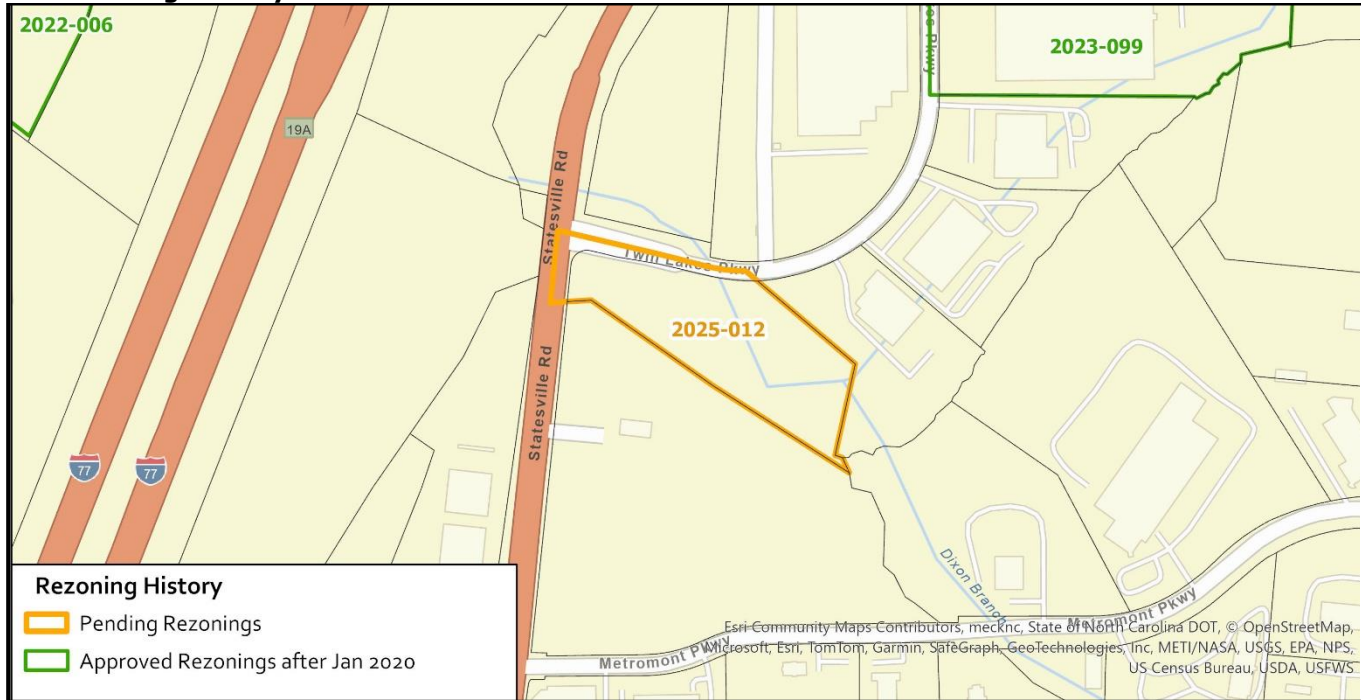 2022-006
2023-099
os Pkwy
19A
Statesville Rd
Twin Lakes Pkwy
2025-012
Statesville Rd
77
77
Dixon Branch
Metromont Pkwy
Metromont Pkwy
Rezoning History
Pending Rezonings
Approved Rezonings after Jan 2020
Esri Community Maps Contributors, mecknc, State of North Carolina DOT, © OpenStreetMap,
Microsoft, Esri, TomTom, Garmin, SafeGraph, GeoTechnologies, Inc, METI/NASA, USGS, EPA, NPS,
US Census Bureau, USDA, USFWS